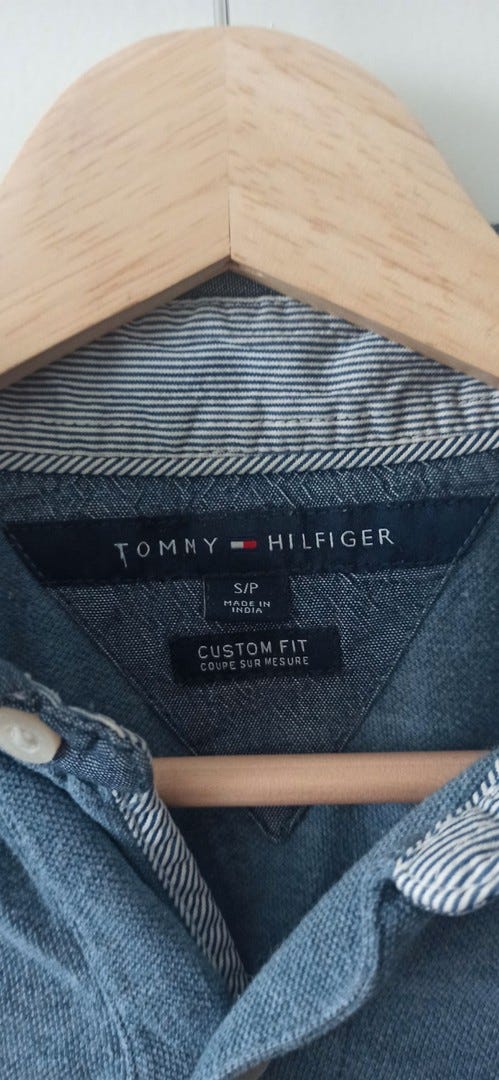 TOMMY HILFIGER
S/P
MADE IN
INDIA
CUSTOM FIT
COUPE SUR MESURE